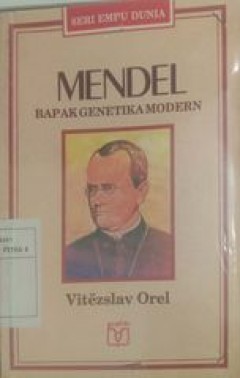 SERI EMPU DUNIA
MENDEL
BAPAK GENETIKA MODERN
Vitězslav Orel